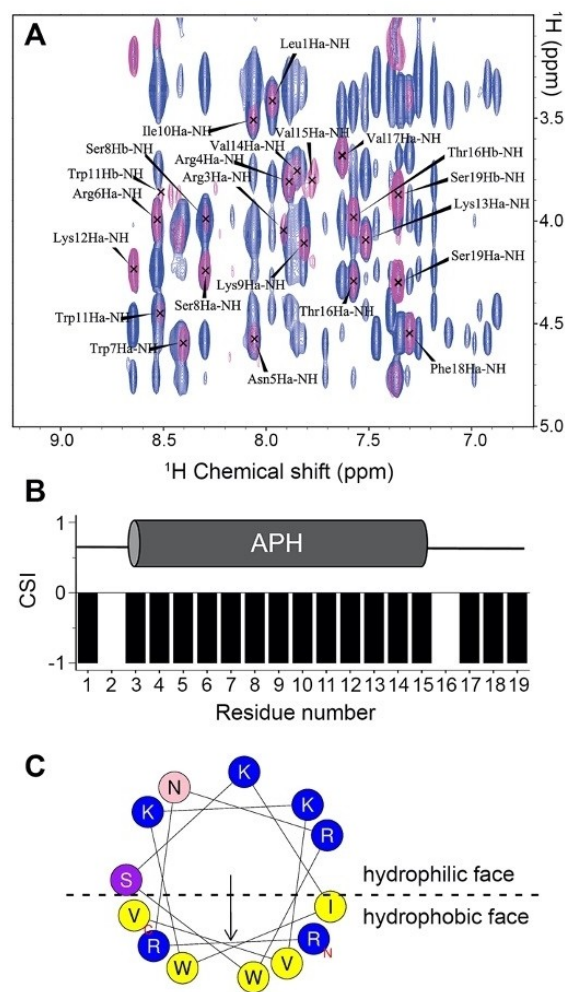 A
Leu1Ha-NH
Ile10Ha-NH
Val15Ha-NH
Val14Ha-NH
Val17Ha-NH
Ser8Hb-NH
Arg4Ha-NH
Thr16Hb-NH
Trp11Hb-NH
Arg3Ha-NH
Ser19Hb-NH
Arg6Ha-NH
Lys13Ha-NH
Lys12Ha-NH
Lys9Ha-NH
Ser19Ha-NH
Ser8Ha-NH
Thr16Ha-NH
Trp11Ha-NH
Trp7Ha-NH
Asn5Ha-NH
Phe18Ha-NH
¹H (ppm)
3.5
4.0
4.5
5.0
9.0 8.5 8.0 7.5 7.0
¹H Chemical shift (ppm)
B
APH
CSI
1
0
-1
1 2 3 4 5 6 7 8 9 10 11 12 13 14 15 16 17 18 19
Residue number
C
K
N
K
K
R
S
hydrophilic face
I
hydrophobic face
V
C
R
R
N
W
V
W